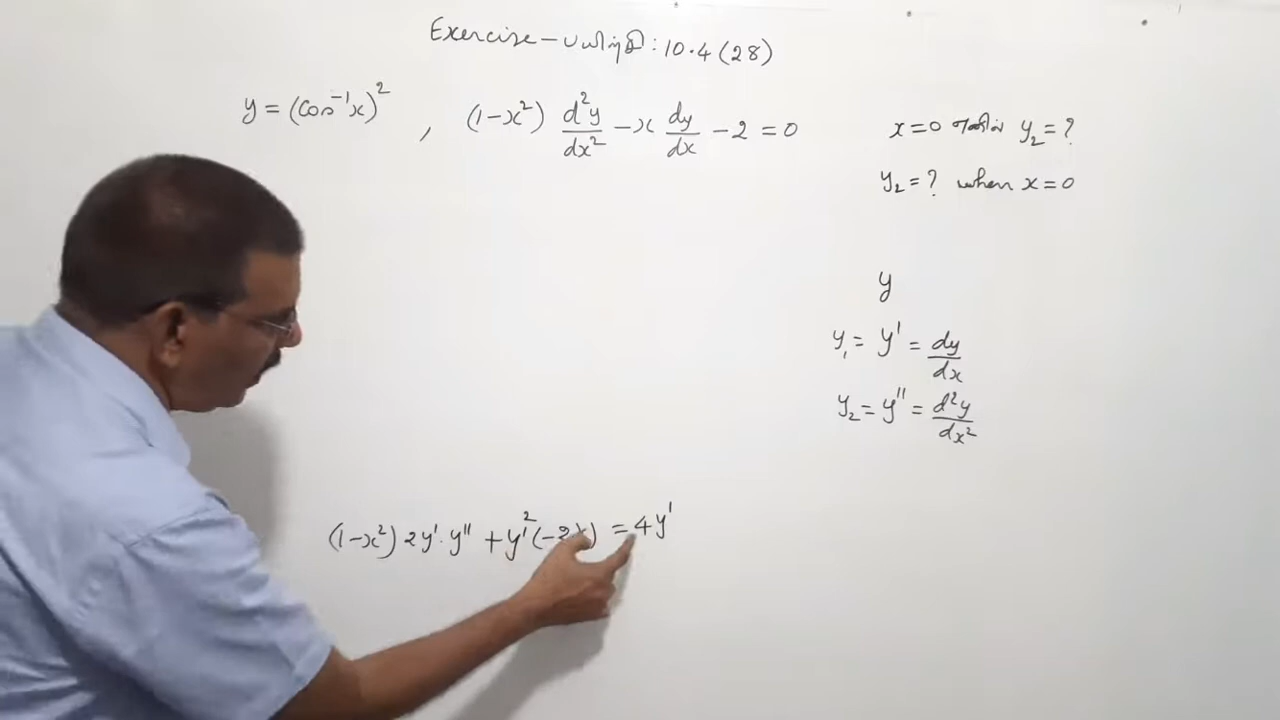 Exercise – பயிற்சி : 10.4 (28)
y = (cos⁻¹x)² , (1-x²) d²y/dx² - x dy/dx - 2 = 0
x=0 எனில் y₂ = ?
y₂ = ? when x=0
y
y₁ = y' = dy/dx
y₂ = y'' = d²y/dx²
(1-x²) 2y'· y'' + y'² (-2x) = 4y'